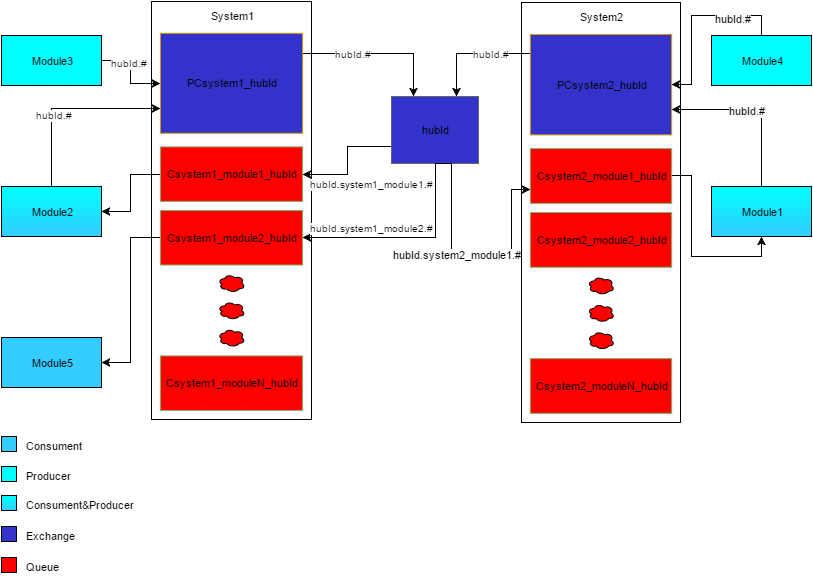 System1
System2
hubId.#
Module3
hubId.#
PCsystem1_hubId
hubId.#
hubId.#
PCsystem2_hubId
Module4
hubId.#
hubId.#
hubId
Csystem1_module1_hubId
hubId.system1_module1.#
Csystem2_module1_hubId
Module2
Module1
Csystem1_module2_hubId
hubId.system1_module2.#
Csystem2_module2_hubId
hubId.system2_module1.#
Module5
Csystem1_moduleN_hubId
Csystem2_moduleN_hubId
Consument
Producer
Consument&Producer
Exchange
Queue